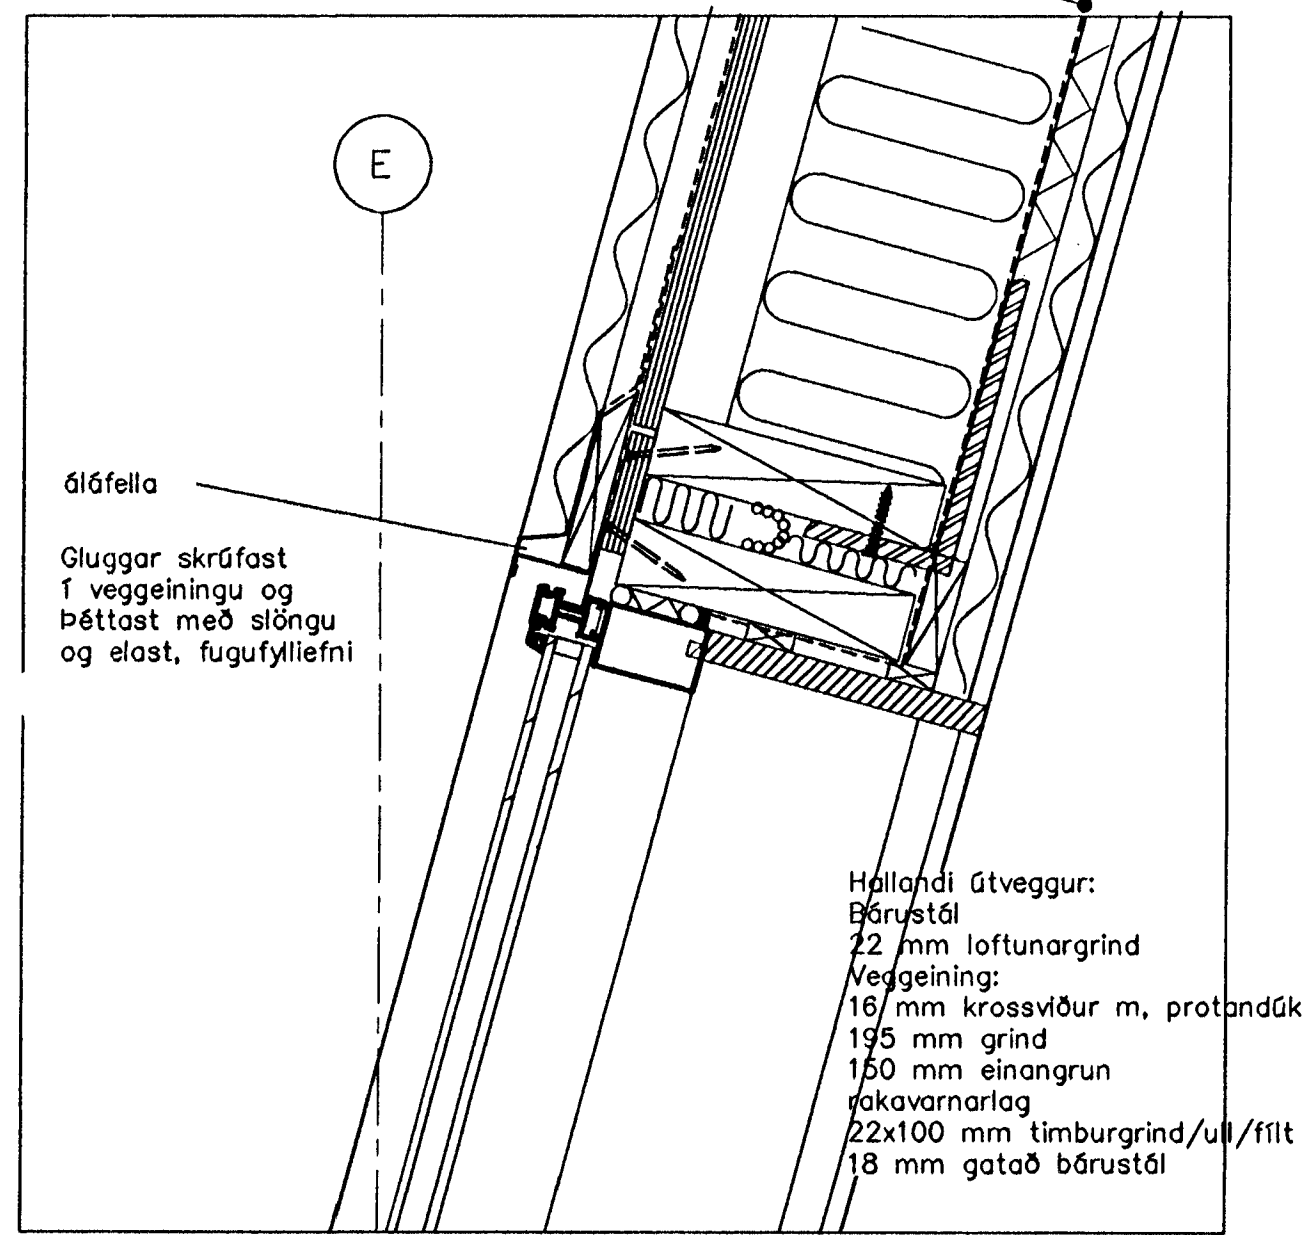 E
áláfella
Gluggar skrúfast
í veggeiningu og
Þéttast með slöngu
og elast, fugufylliefni
Hallandi útveggur:
Bárustál
22 mm loftunargrind
Veggeining:
16 mm krossviður m, protandúk
195 mm grind
150 mm einangrun
rakavarnarlag
22x100 mm timburgrind/ull/fílt
18 mm gatað bárustál